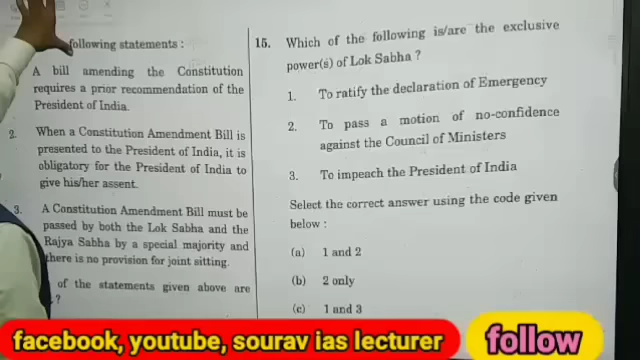 following statements :
A bill amending the Constitution
requires a prior recommendation of the
President of India.
2. When a Constitution Amendment Bill is
presented to the President of India, it is
obligatory for the President of India to
give his/her assent.
3. A Constitution Amendment Bill must be
passed by both the Lok Sabha and the
Rajya Sabha by a special majority and
there is no provision for joint sitting.
of the statements given above are
?
15. Which of the following is/are the exclusive
power(s) of Lok Sabha ?
1. To ratify the declaration of Emergency
2. To pass a motion of no-confidence
against the Council of Ministers
3. To impeach the President of India
Select the correct answer using the code given
below :
(a) 1 and 2
(b) 2 only
(c) 1 and 3
facebook, youtube, sourav ias lecturer
follow